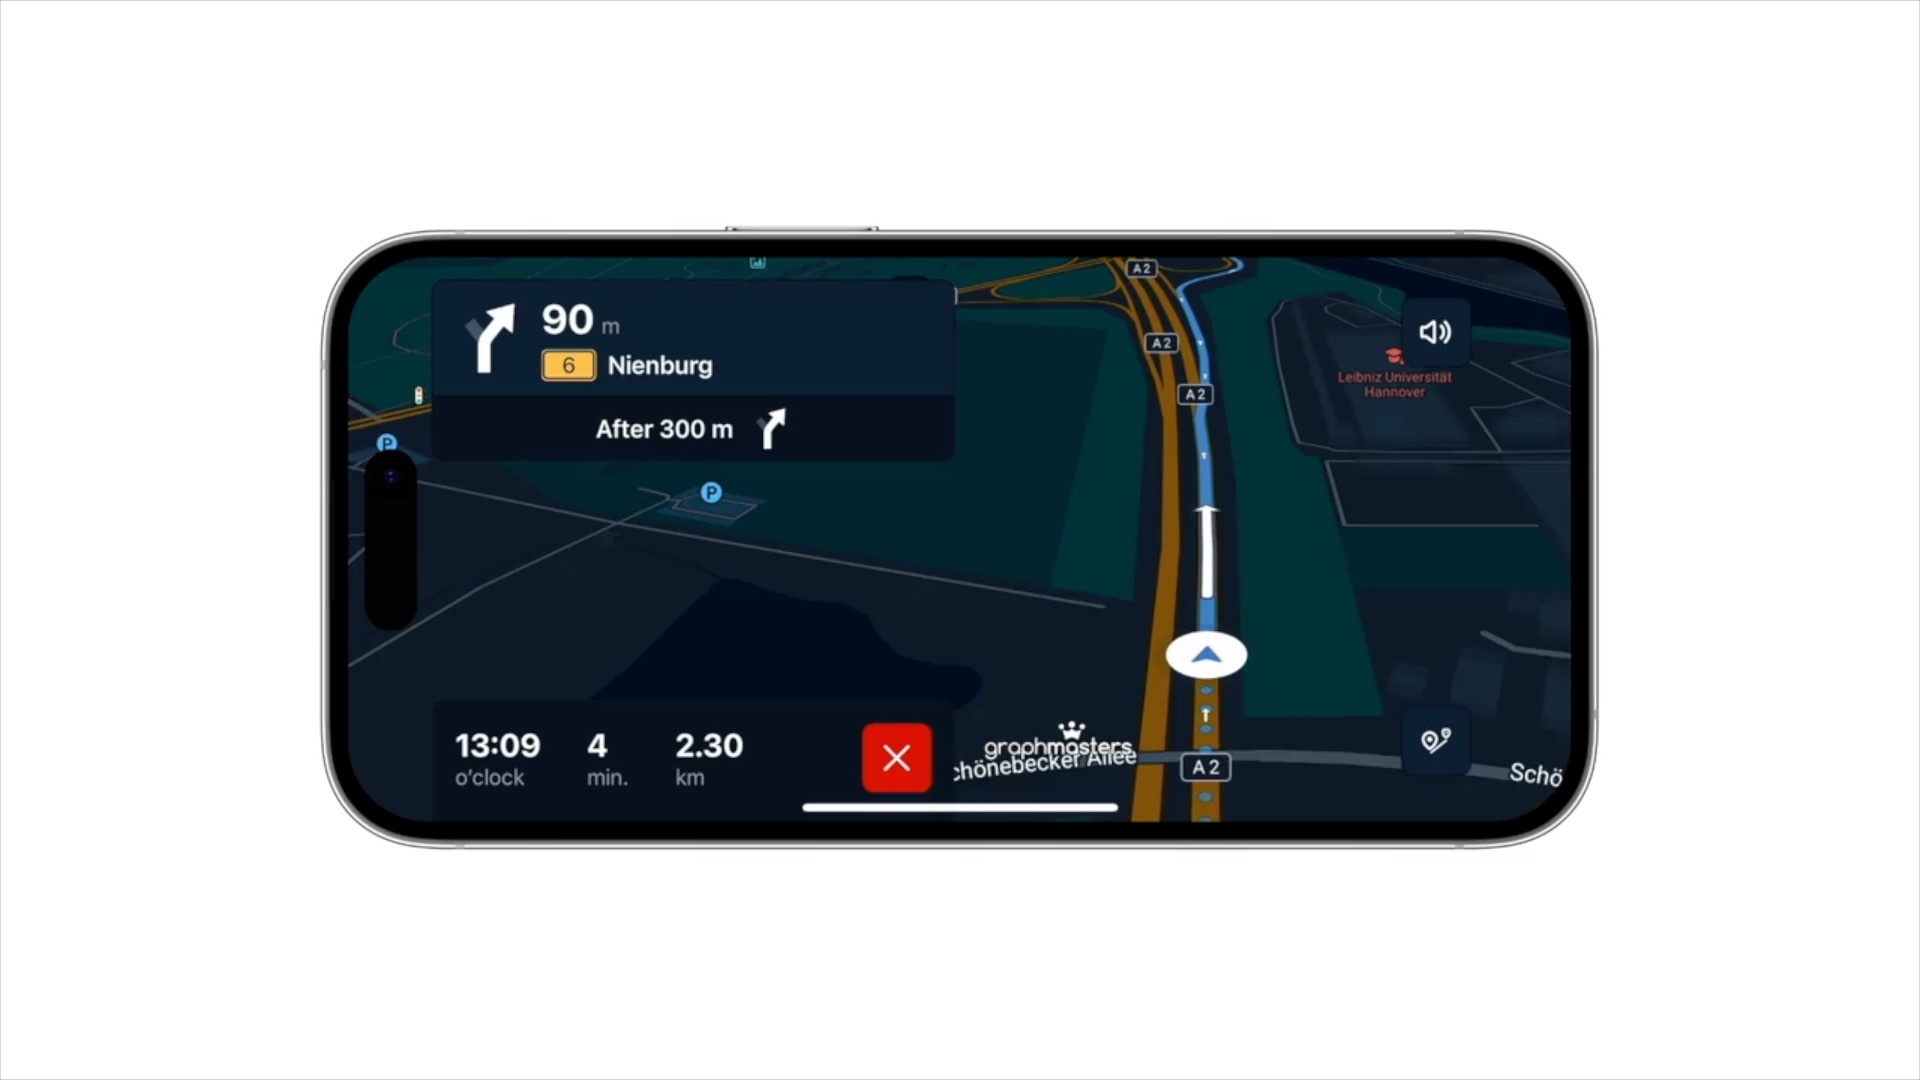 90 m
6 Nienburg
After 300 m
A2
A2
A2
Leibniz Universität
Hannover
P
P
13:09
o'clock
4
min.
2.30
km
graphmasters
chönebecker Allee
A2
Schö